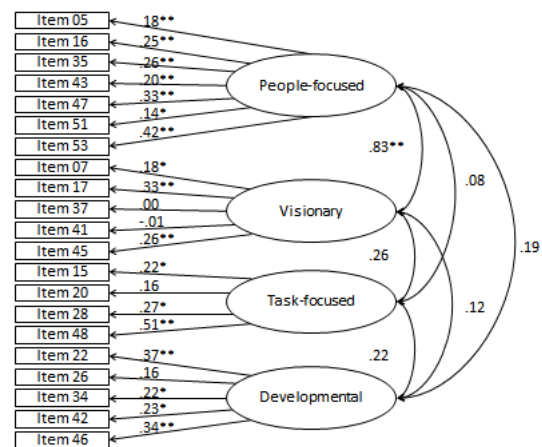 Item 05 .18**
Item 16 .25**
Item 35 .26**
Item 43 .20**
Item 47 .33**
Item 51 .14*
Item 53 .42**
People-focused
.83**
.08
.19
Item 07 .18*
Item 17 .33**
Item 37 .00
Item 41 -.01
Item 45 .26**
Visionary
.26
.12
Item 15 .22*
Item 20 .16
Item 28 .27*
Item 48 .51**
Task-focused
.22
Item 22 .37**
Item 26 .16
Item 34 .22*
Item 42 .23*
Item 46 .34**
Developmental